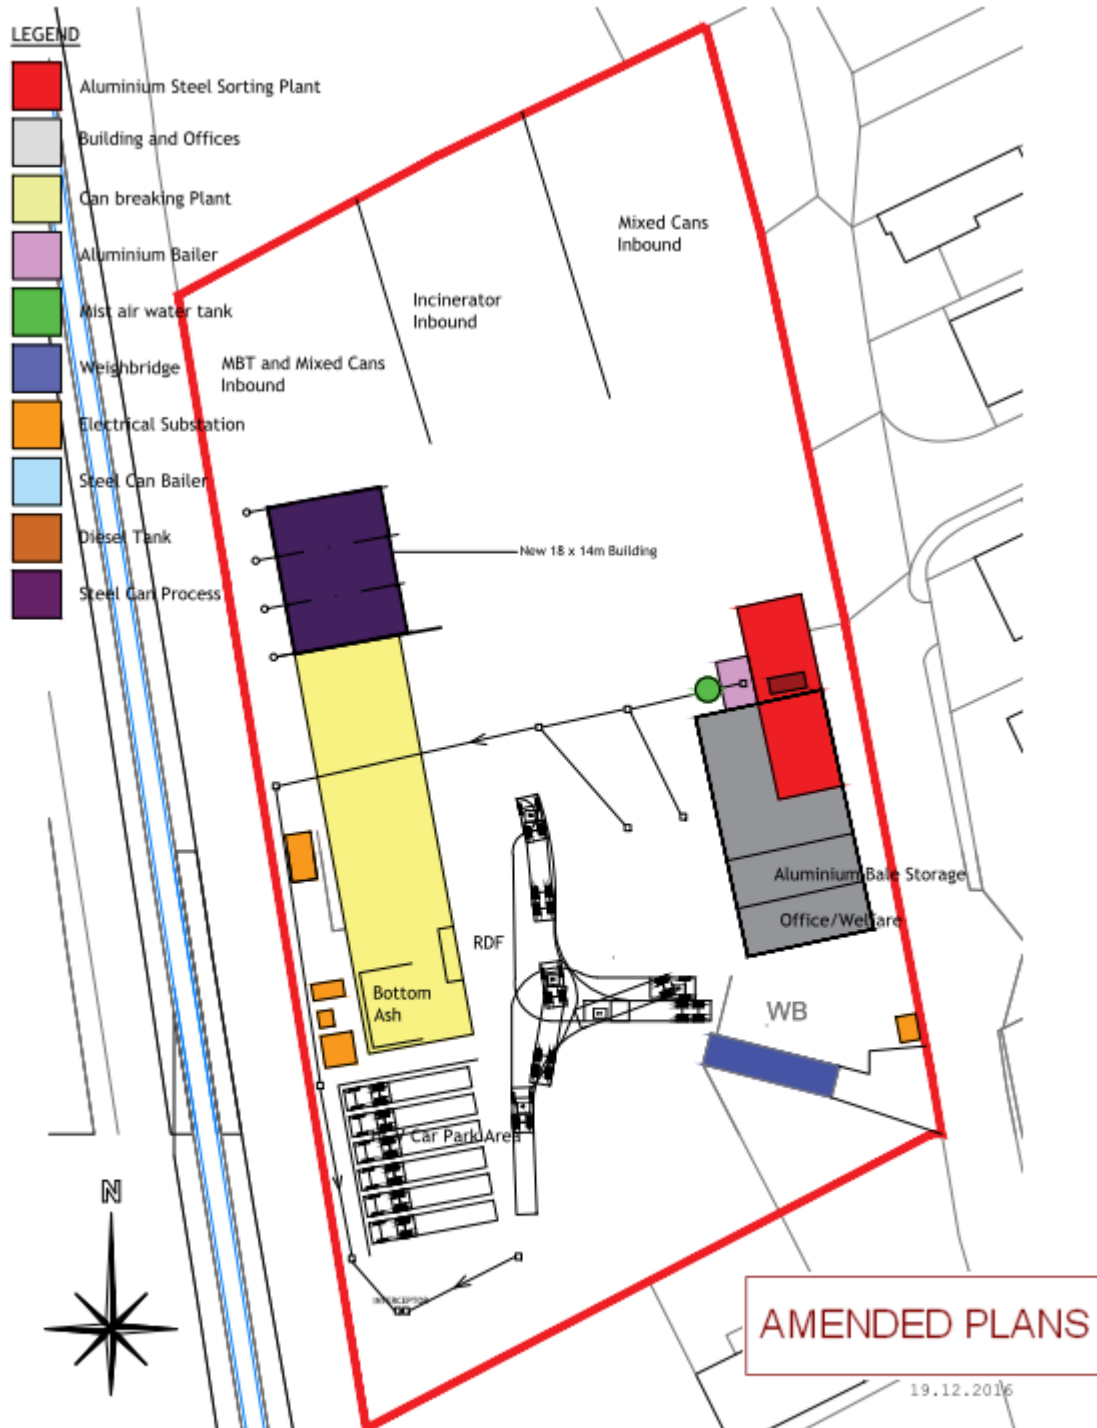 LEGEND
Aluminium Steel Sorting Plant
Building and Offices
Can breaking Plant
Aluminium Bailer
Mist air water tank
Weighbridge
Electrical Substation
Steel Can Bailer
Diesel Tank
Steel Can Process
Mixed Cans
Inbound
Incinerator
Inbound
MBT and Mixed Cans
Inbound
New 18 x 14m Building
Aluminium Bale Storage
Office/Welfare
RDF
Bottom
Ash
WB
Car Park Area
INTERCEPTOR
N
AMENDED PLANS
19.12.2016